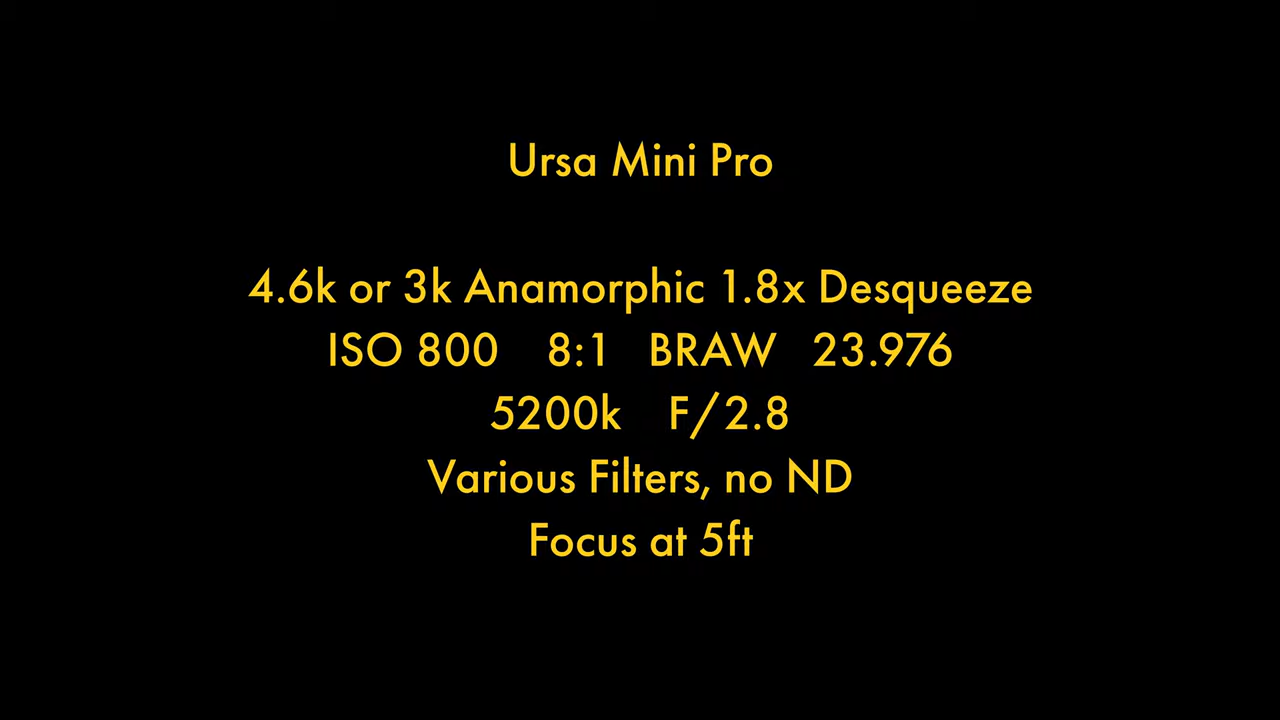 Ursa Mini Pro
4.6k or 3k Anamorphic 1.8x Desqueeze
ISO 800 8:1 BRAW 23.976
5200k F/2.8
Various Filters, no ND
Focus at 5ft